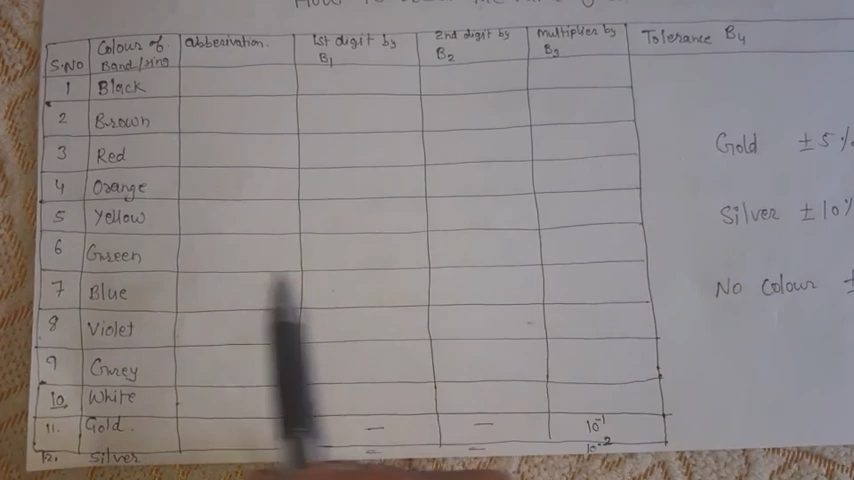 S.No Colour of Band/ring abberivation. 1st digit by B1 2nd digit by B2 multiplier by B3 Tolerance B4
1 Black
2 Brown
3 Red
4 Orange
5 Yellow
6 Green
7 Blue
8 Violet
9 Grey
10 White
11. Gold. — — 10⁻¹
12. Silver — — 10⁻²
Gold ±5%
Silver ±10%
No colour ±